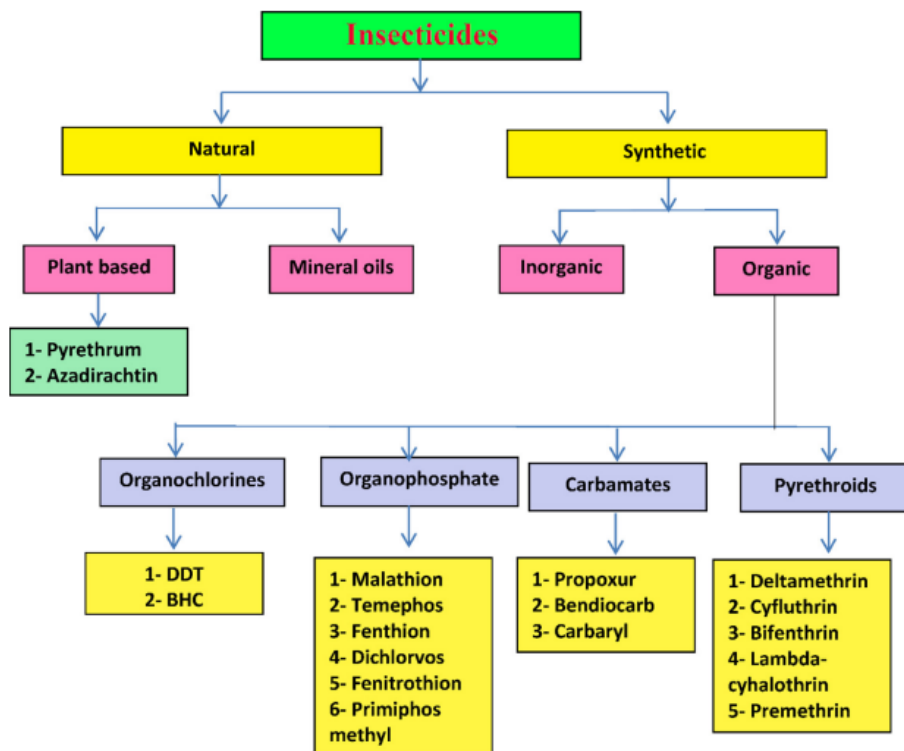 Insecticides
Natural
Synthetic
Plant based
Mineral oils
Inorganic
Organic
1- Pyrethrum
2- Azadirachtin
Organochlorines
Organophosphate
Carbamates
Pyrethroids
1- DDT
2- BHC
1- Malathion
2- Temephos
3- Fenthion
4- Dichlorvos
5- Fenitrothion
6- Primiphos
methyl
1- Propoxur
2- Bendiocarb
3- Carbaryl
1- Deltamethrin
2- Cyfluthrin
3- Bifenthrin
4- Lambda-
cyhalothrin
5- Premethrin